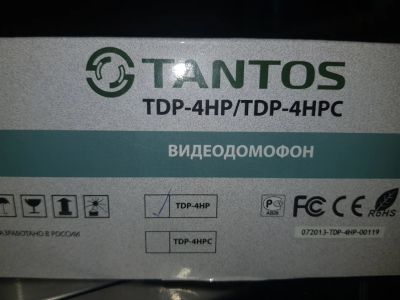 TANTOS
TDP-4HP/TDP-4HPC
ВИДЕОДОМОФОН
TDP-4HP
TDP-4HPC
РАЗРАБОТАНО В РОССИИ
АВ28
FC CE RoHS
072013-TDP-4HP-00119